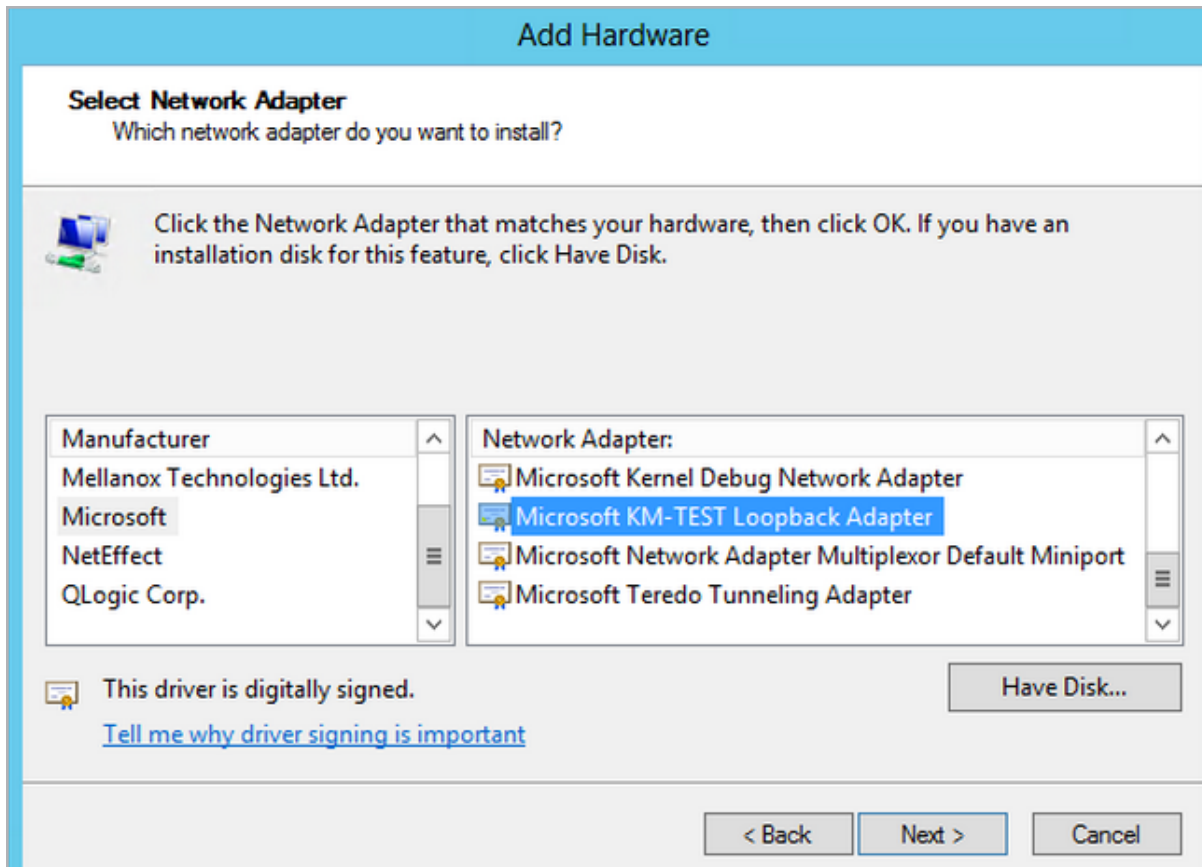 Add Hardware
Select Network Adapter
Which network adapter do you want to install?
Click the Network Adapter that matches your hardware, then click OK. If you have an
installation disk for this feature, click Have Disk.
Manufacturer
Mellanox Technologies Ltd.
Microsoft
NetEffect
QLogic Corp.
Network Adapter:
Microsoft Kernel Debug Network Adapter
Microsoft KM-TEST Loopback Adapter
Microsoft Network Adapter Multiplexor Default Miniport
Microsoft Teredo Tunneling Adapter
This driver is digitally signed.
Have Disk...
Tell me why driver signing is important
< Back
Next >
Cancel